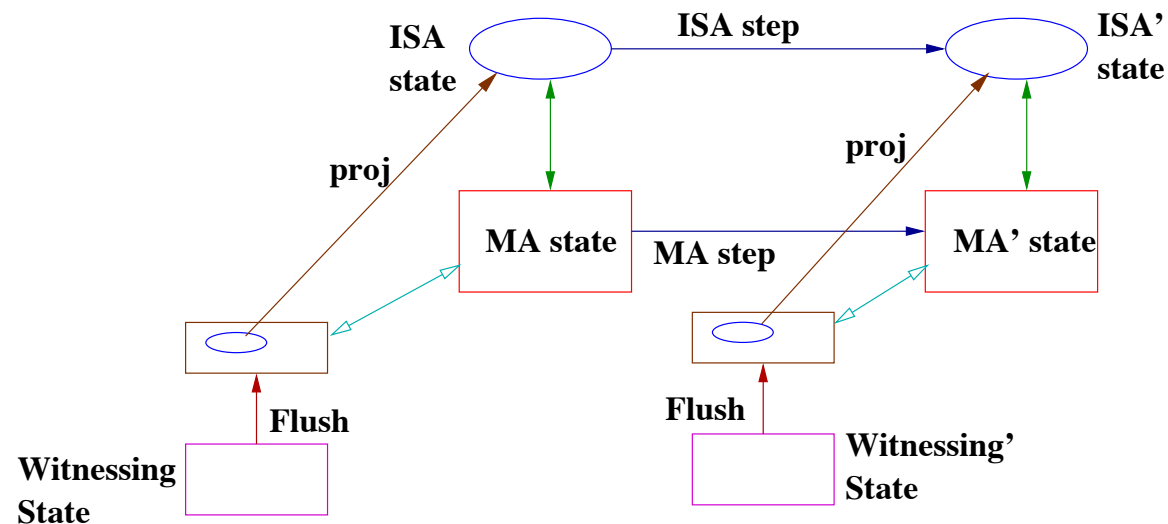 ISA
state
ISA step
ISA’
state
proj
proj
MA state
MA step
MA’ state
Flush
Flush
Witnessing
State
Witnessing’
State